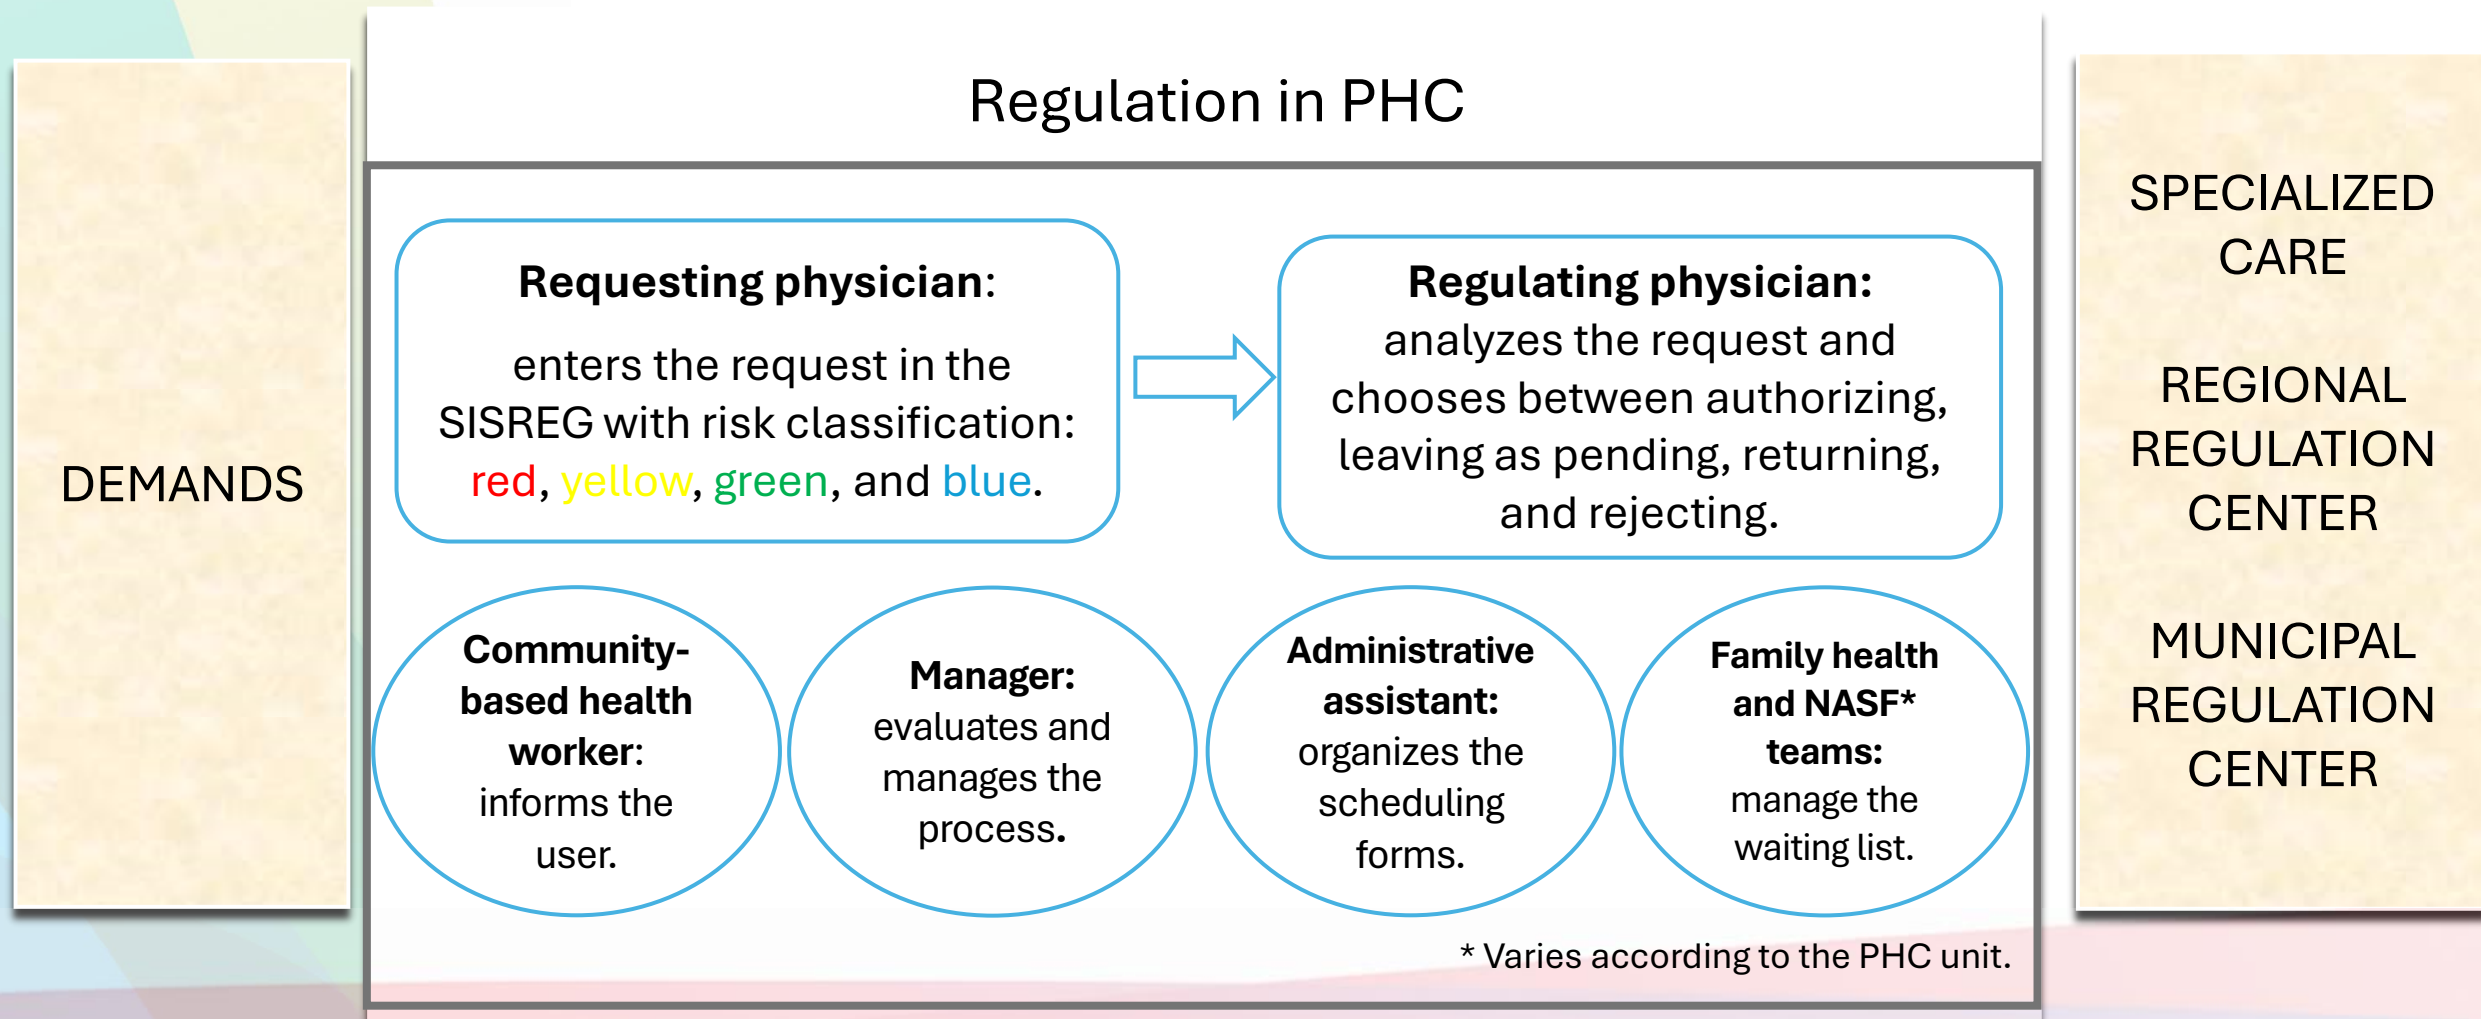 Regulation in PHC
DEMANDS
Requesting physician:
enters the request in the
SISREG with risk classification:
red, yellow, green, and blue.
Regulating physician:
analyzes the request and
chooses between authorizing,
leaving as pending, returning,
and rejecting.
Community-
based health
worker:
informs the
user.
Manager:
evaluates and
manages the
process.
Administrative
assistant:
organizes the
scheduling
forms.
Family health
and NASF*
teams:
manage the
waiting list.
* Varies according to the PHC unit.
SPECIALIZED
CARE
REGIONAL
REGULATION
CENTER
MUNICIPAL
REGULATION
CENTER